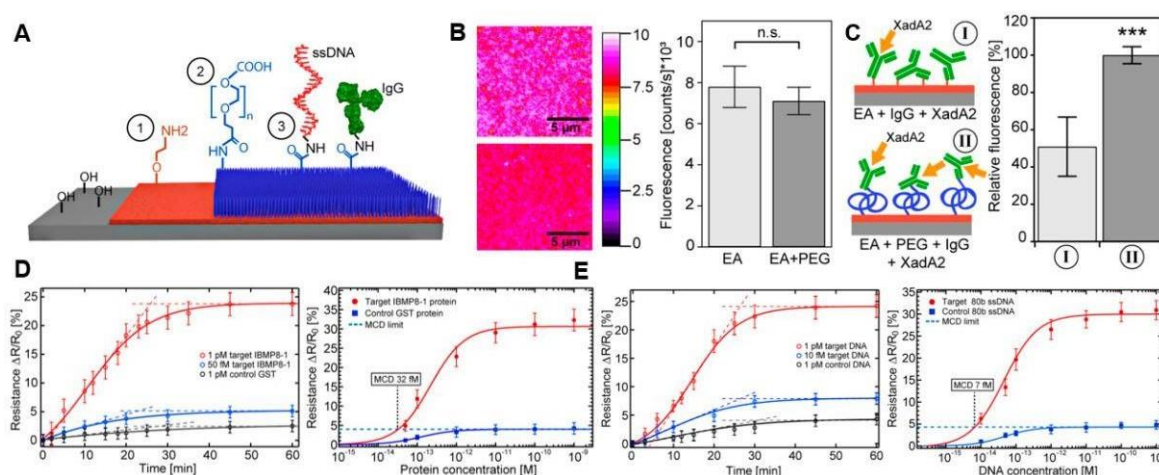 A
1
NH2
O
2
COOH
O
n
O
HN
O
3
ssDNA
IgG
NH
NH
OH
OH
OH
B
5 µm
5 µm
10
7.5
5
2.5
0
Fluorescence [counts/s]*10³
10
8
6
4
2
0
n.s.
EA
EA+PEG
C
XadA2
I
EA + IgG + XadA2
XadA2
II
EA + PEG + IgG
+ XadA2
Relative fluorescence [%]
120
100
80
60
40
20
0
***
I
II
D
Resistance ΔR/R₀ [%]
25
20
15
10
5
0
1 pM target IBMP8-1
50 fM target IBMP8-1
1 pM control GST
0
10
20
30
40
50
60
Time [min]
Resistance ΔR/R₀ [%]
40
35
30
25
20
15
10
5
0
Target IBMP8-1 protein
Control GST protein
MCD limit
MCD 32 fM
10⁻¹⁵
10⁻¹⁴
10⁻¹³
10⁻¹²
10⁻¹¹
10⁻¹⁰
10⁻⁹
Protein concentration [M]
E
Resistance ΔR/R₀ [%]
25
20
15
10
5
0
1 pM target DNA
10 fM target DNA
1 pM control DNA
0
10
20
30
40
50
60
Time [min]
Resistance ΔR/R₀ [%]
35
30
25
20
15
10
5
0
Target 80b ssDNA
Control 80b ssDNA
MCD limit
MCD 7 fM
10⁻¹⁵
10⁻¹⁴
10⁻¹³
10⁻¹²
10⁻¹¹
10⁻¹⁰
DNA concentration [M]